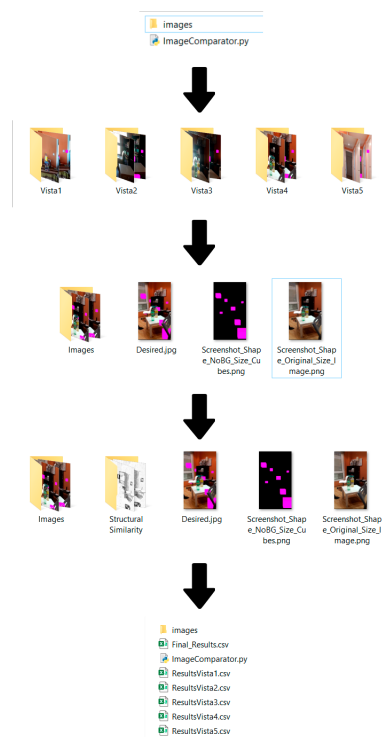 images
ImageComparator.py
Vista1
Vista2
Vista3
Vista4
Vista5
Images
Desired.jpg
Screenshot_Shap
e_NoBG_Size_Cu
bes.png
Screenshot_Shap
e_Original_Size_I
mage.png
Images
Structural
Similarity
Desired.jpg
Screenshot_Shap
e_NoBG_Size_Cu
bes.png
Screenshot_Shap
e_Original_Size_I
mage.png
images
Final_Results.csv
ImageComparator.py
ResultsVista1.csv
ResultsVista2.csv
ResultsVista3.csv
ResultsVista4.csv
ResultsVista5.csv